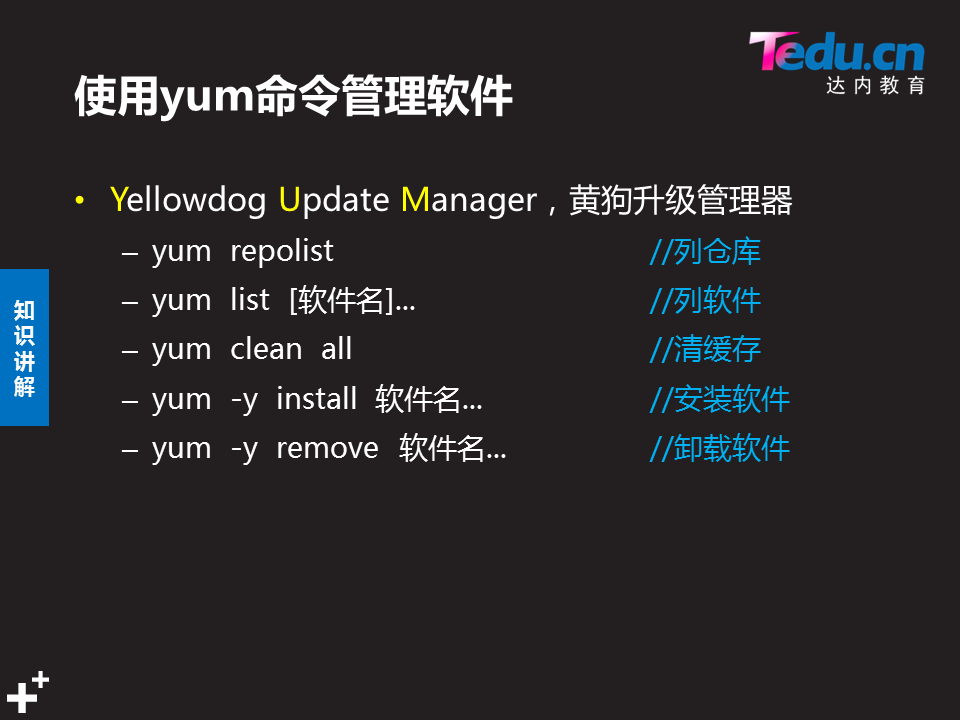 Tedu.cn
达内教育
使用yum命令管理软件
• Yellowdog Update Manager，黄狗升级管理器
– yum repolist //列仓库
– yum list [软件名]... //列软件
– yum clean all //清缓存
– yum -y install 软件名... //安装软件
– yum -y remove 软件名... //卸载软件
知识讲解